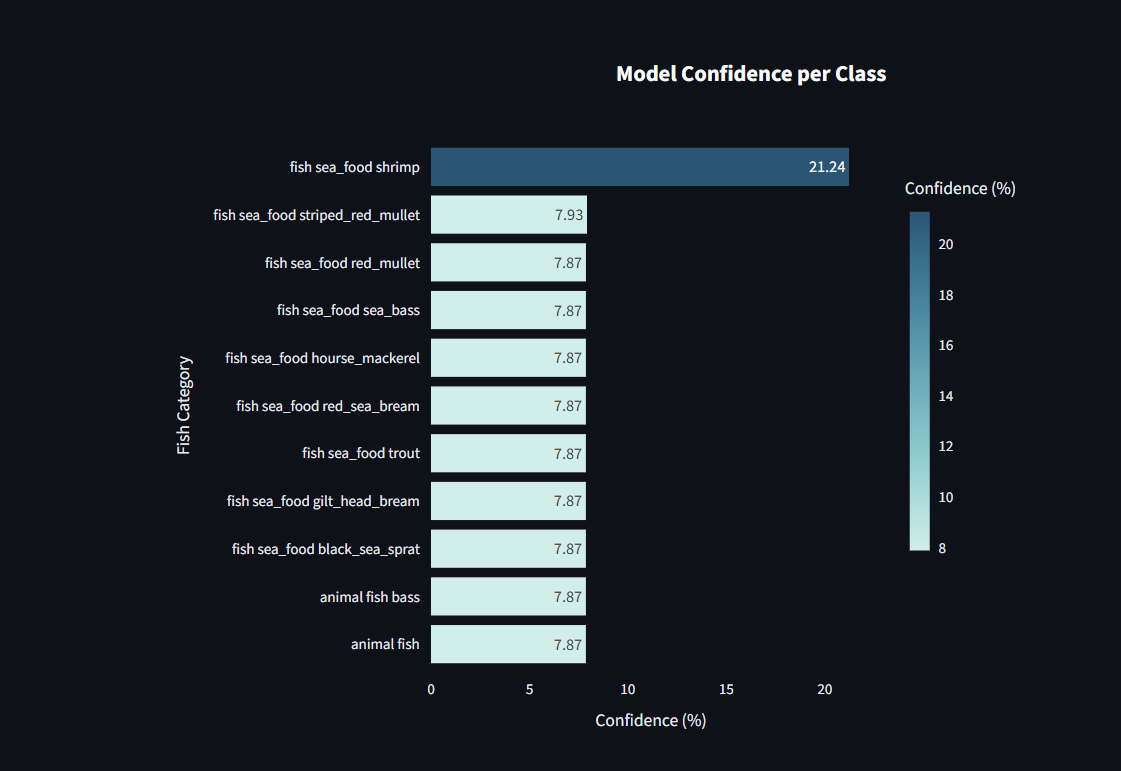 Model Confidence per Class
fish sea_food shrimp
21.24
fish sea_food striped_red_mullet
7.93
fish sea_food red_mullet
7.87
fish sea_food sea_bass
7.87
fish sea_food hourse_mackerel
7.87
fish sea_food red_sea_bream
7.87
fish sea_food trout
7.87
fish sea_food gilt_head_bream
7.87
fish sea_food black_sea_sprat
7.87
animal fish bass
7.87
animal fish
7.87
Fish Category
0 5 10 15 20
Confidence (%)
Confidence (%)
20
18
16
14
12
10
8